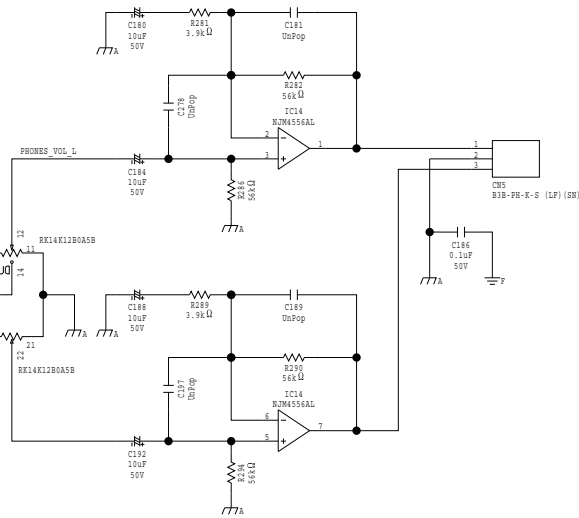 C180
10uF
50V
R281
3.9kΩ
C181
UnPop
A
C278
UnPop
R282
56kΩ
IC14
NJM4556AL
2
3
1
PHONES_VOL_L
C184
10uF
50V
R286
56kΩ
A
1
2
3
CN5
B3B-PH-K-S (LF)(SN)
12
11
RK14K12B0A5B
14
C186
0.1uF
50V
A
F
C188
10uF
50V
R289
3.9kΩ
C189
UnPop
A
A
21
22
RK14K12B0A5B
C197
UnPop
R290
56kΩ
IC14
NJM4556AL
6
5
7
C192
10uF
50V
R294
56kΩ
A